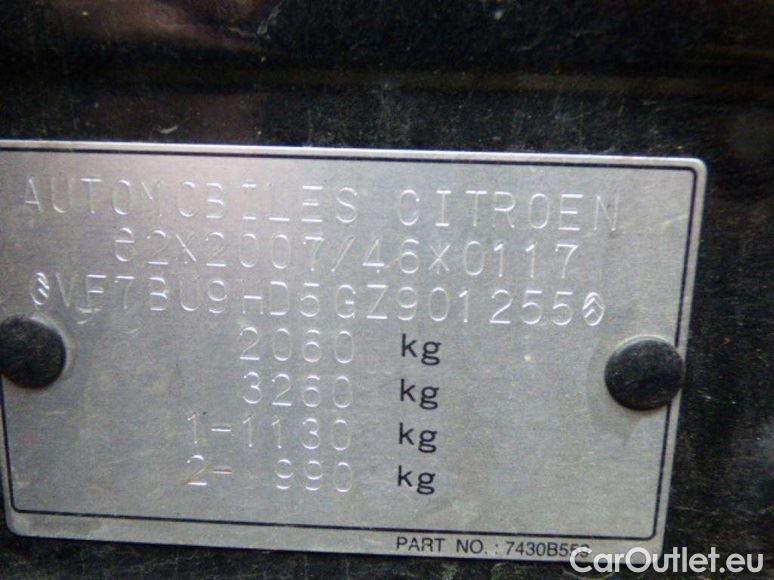 AUTOMOBILES CITROEN
e2*2007/46*0117
VF7BU9HD5GZ901255
2060 kg
3260 kg
1-1130 kg
2- 990 kg
PART NO. : 7430B559
CarOutlet.eu